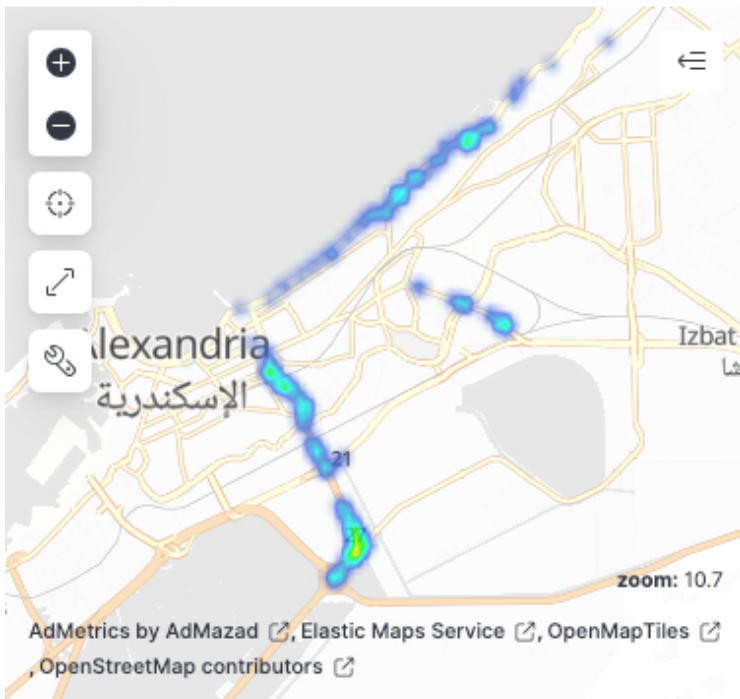 Alexandria
الإسكندرية
Izbat
21
zoom: 10.7
AdMetrics by AdMazad , Elastic Maps Service , OpenMapTiles
, OpenStreetMap contributors